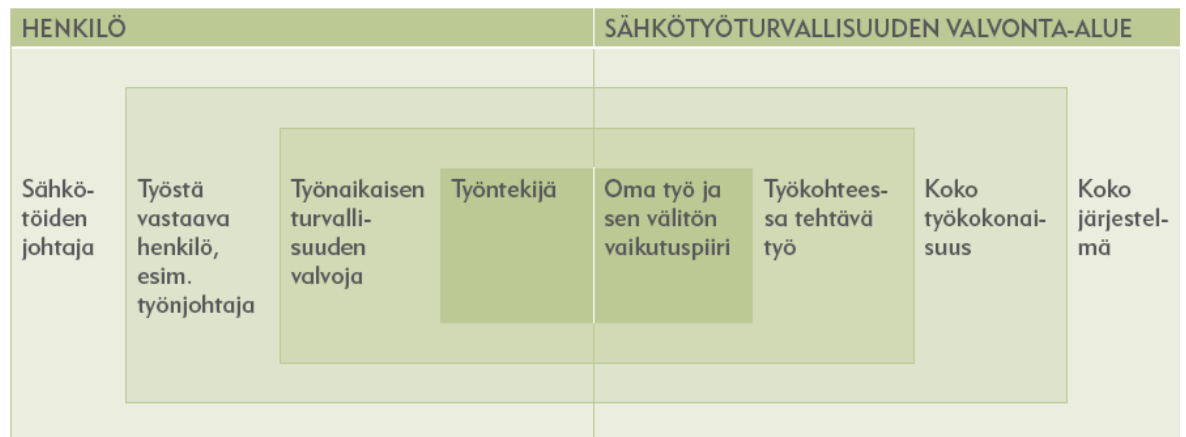 HENKILÖ
SÄHKÖTYÖTURVALLISUUDEN VALVONTA-ALUE
Sähkö-
töiden
johtaja
Työstä
vastaava
henkilö,
esim.
työnjohtaja
Työnaikaisen
turvalli-
suuden
valvoja
Työntekijä
Oma työ ja
sen välitön
vaikutuspiiri
Työkohtees-
sa tehtävä
työ
Koko
työkokonai-
suus
Koko
järjestel-
mä